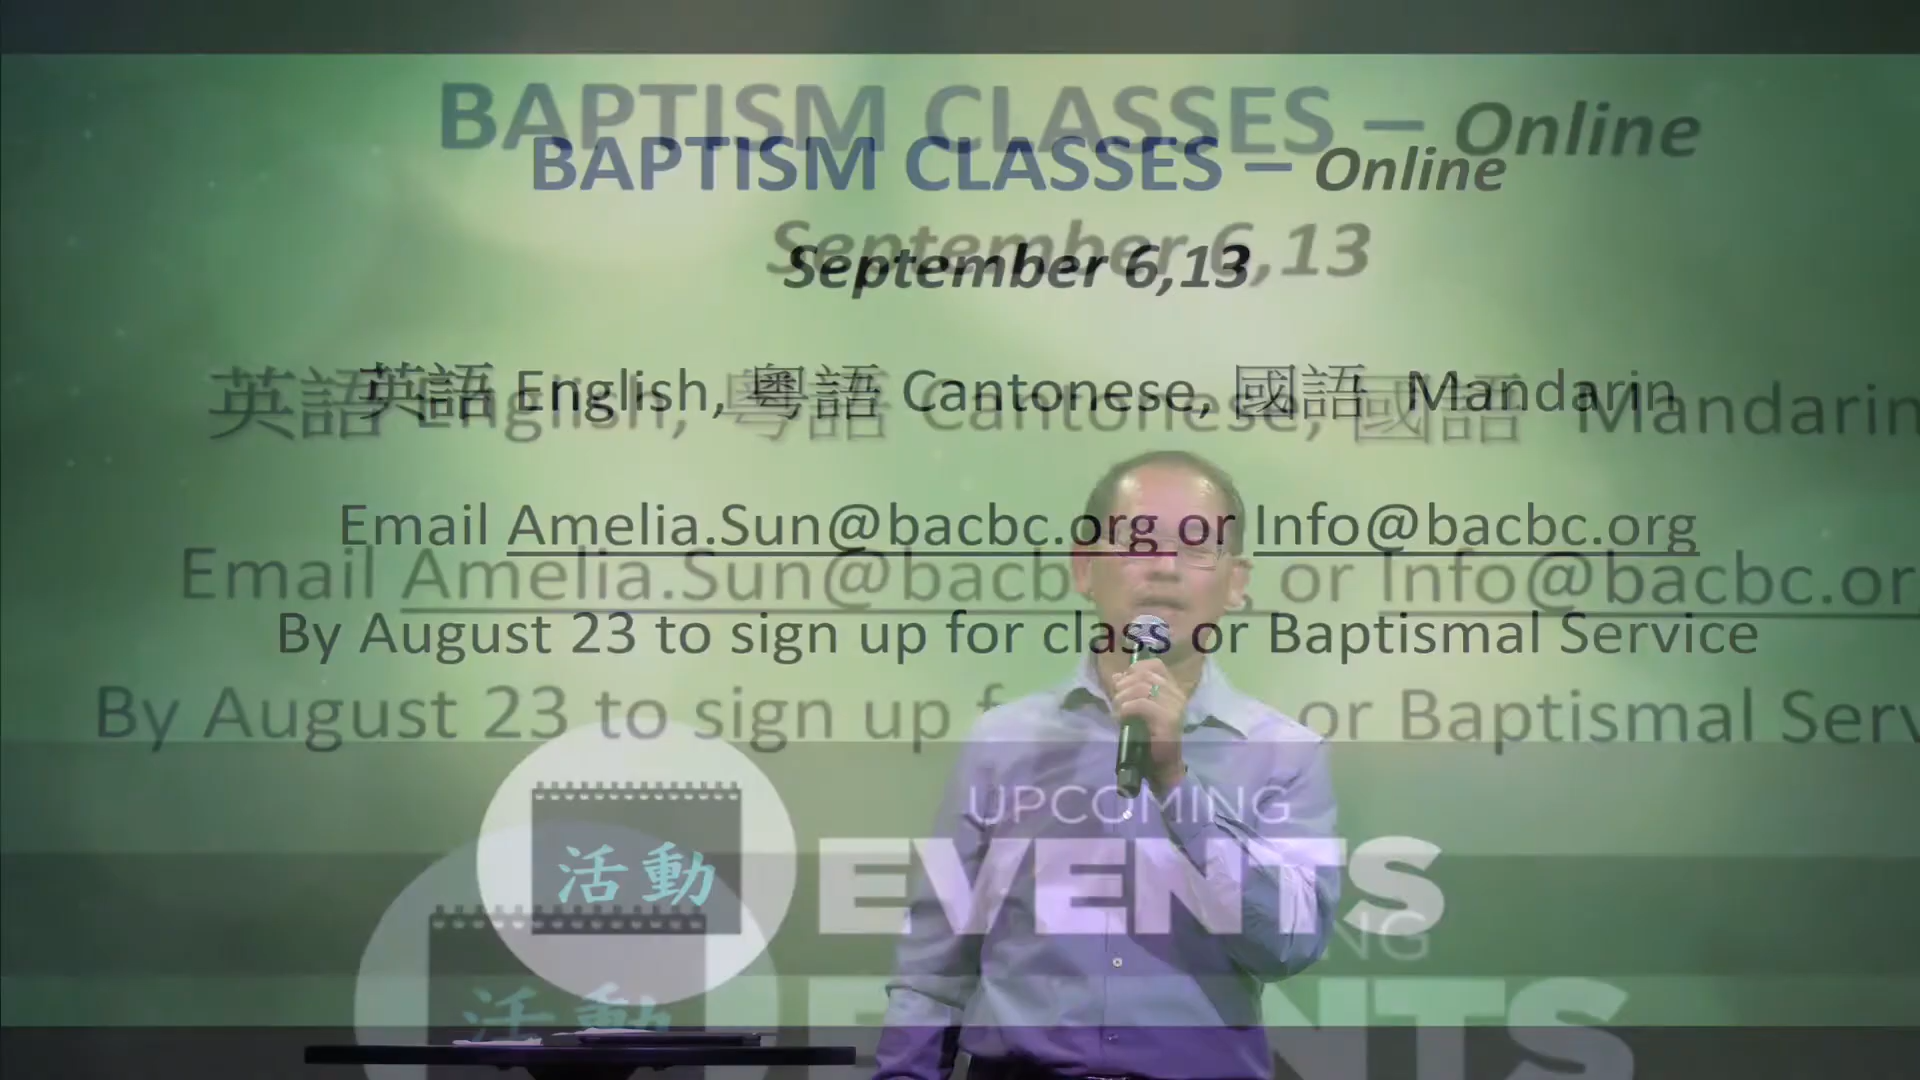 BAPTISM CLASSES – Online
September 6,13
英語 English, 粵語 Cantonese, 國語 Mandarin
Email Amelia.Sun@bacbc.org or Info@bacbc.org
By August 23 to sign up for class or Baptismal Service
活動
UPCOMING
EVENTS